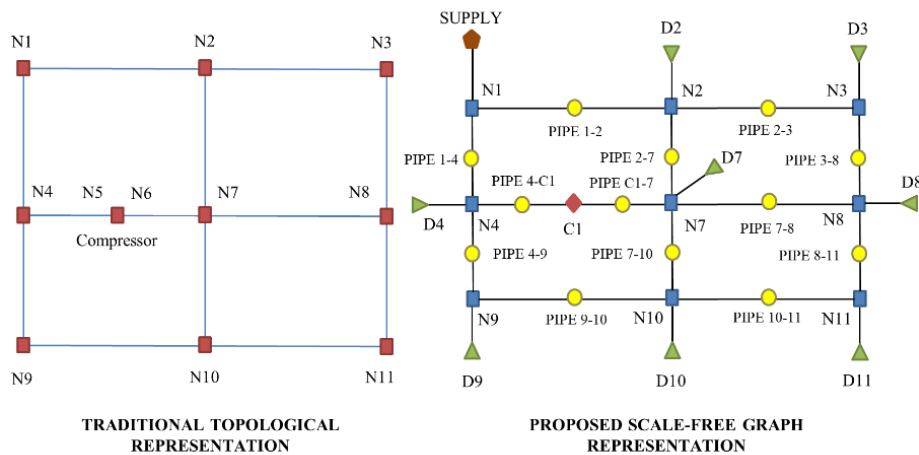 SUPPLY
D2
D3
N1
N2
N3
N1
N2
N3
PIPE 1-2
PIPE 2-3
PIPE 1-4
PIPE 2-7
D7
PIPE 3-8
PIPE 4-C1
PIPE C1-7
D8
N4
N5
N6
N7
N8
D4
N4
C1
N7
PIPE 7-8
N8
Compressor
PIPE 4-9
PIPE 7-10
PIPE 8-11
N9
PIPE 9-10
N10
PIPE 10-11
N11
N9
N10
N11
D9
D10
D11
TRADITIONAL TOPOLOGICAL
REPRESENTATION
PROPOSED SCALE-FREE GRAPH
REPRESENTATION